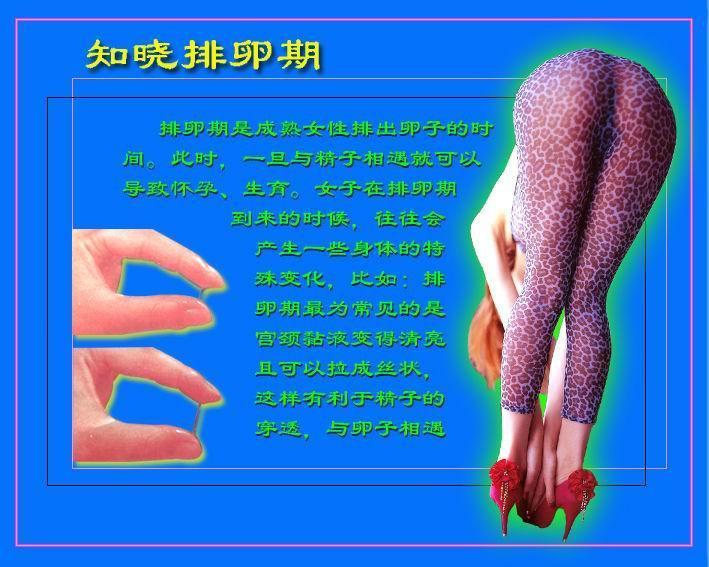 知晓排卵期
排卵期是成熟女性排出卵子的时
间。此时，一旦与精子相遇就可以
导致怀孕、生育。女子在排卵期
到来的时候，往往会
产生一些身体的特
殊变化，比如：排
卵期最为常见的是
宫颈黏液变得清亮
且可以拉成丝状，
这样有利于精子的
穿透，与卵子相遇